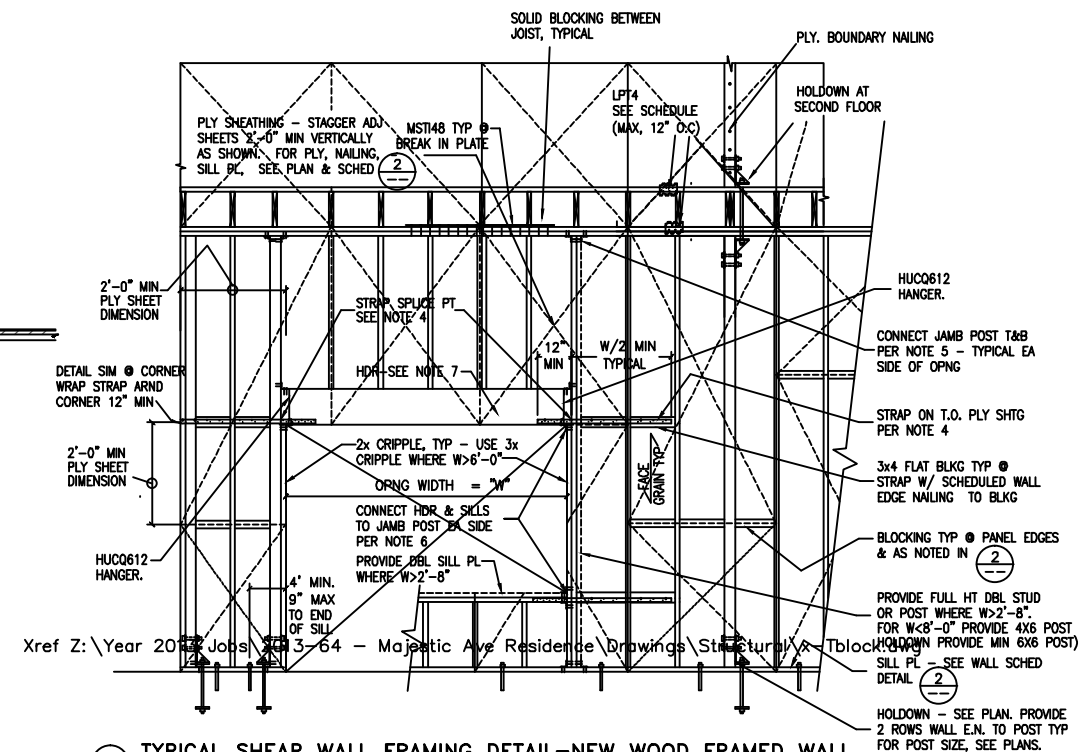 SOLID BLOCKING BETWEEN
JOIST, TYPICAL
PLY. BOUNDARY NAILING
HOLDOWN AT
SECOND FLOOR
LPT4
SEE SCHEDULE
(MAX, 12" O.C)
PLY SHEATHING - STAGGER ADJ
SHEETS 2'-0" MIN VERTICALLY
AS SHOWN. FOR PLY, NAILING,
SILL PL, SEE PLAN & SCHED
2
--
MSTI48 TYP @
BREAK IN PLATE
2'-0" MIN
PLY SHEET
DIMENSION
STRAP SPLICE PT
SEE NOTE 4
HUCQ612
HANGER.
12"
MIN
W/2 MIN
TYPICAL
CONNECT JAMB POST T&B
PER NOTE 5 - TYPICAL EA
SIDE OF OPNG
DETAIL SIM @ CORNER
WRAP STRAP ARND
CORNER 12" MIN
HDR-SEE NOTE 7
STRAP ON T.O. PLY SHTG
PER NOTE 4
2'-0" MIN
PLY SHEET
DIMENSION
2x CRIPPLE, TYP - USE 3x
CRIPPLE WHERE W>6'-0"
OPNG WIDTH = "W"
FACE
GRAIN TYP
3x4 FLAT BLKG TYP @
STRAP W/ SCHEDULED WALL
EDGE NAILING TO BLKG
CONNECT HDR & SILLS
TO JAMB POST EA SIDE
PER NOTE 6
BLOCKING TYP @ PANEL EDGES
& AS NOTED IN
2
--
HUCQ612
HANGER.
PROVIDE DBL SILL PL
WHERE W>2'-8"
4' MIN.
9" MAX
TO END
OF SILL
PROVIDE FULL HT DBL STUD
OR POST WHERE W>2'-8".
FOR W<8'-0" PROVIDE 4X6 POST
HOLDOWN PROVIDE MIN 6X6 POST)
Xref Z:\Year 2013 Jobs\2013-64 - Majestic Ave Residence\Drawings\Structural\x-Tblock.dwg
SILL PL - SEE WALL SCHED
DETAIL
2
--
HOLDOWN - SEE PLAN. PROVIDE
2 ROWS WALL E.N. TO POST TYP
FOR POST SIZE, SEE PLANS.
TYPICAL SHEAR WALL FRAMING DETAIL-NEW WOOD FRAMED WALL